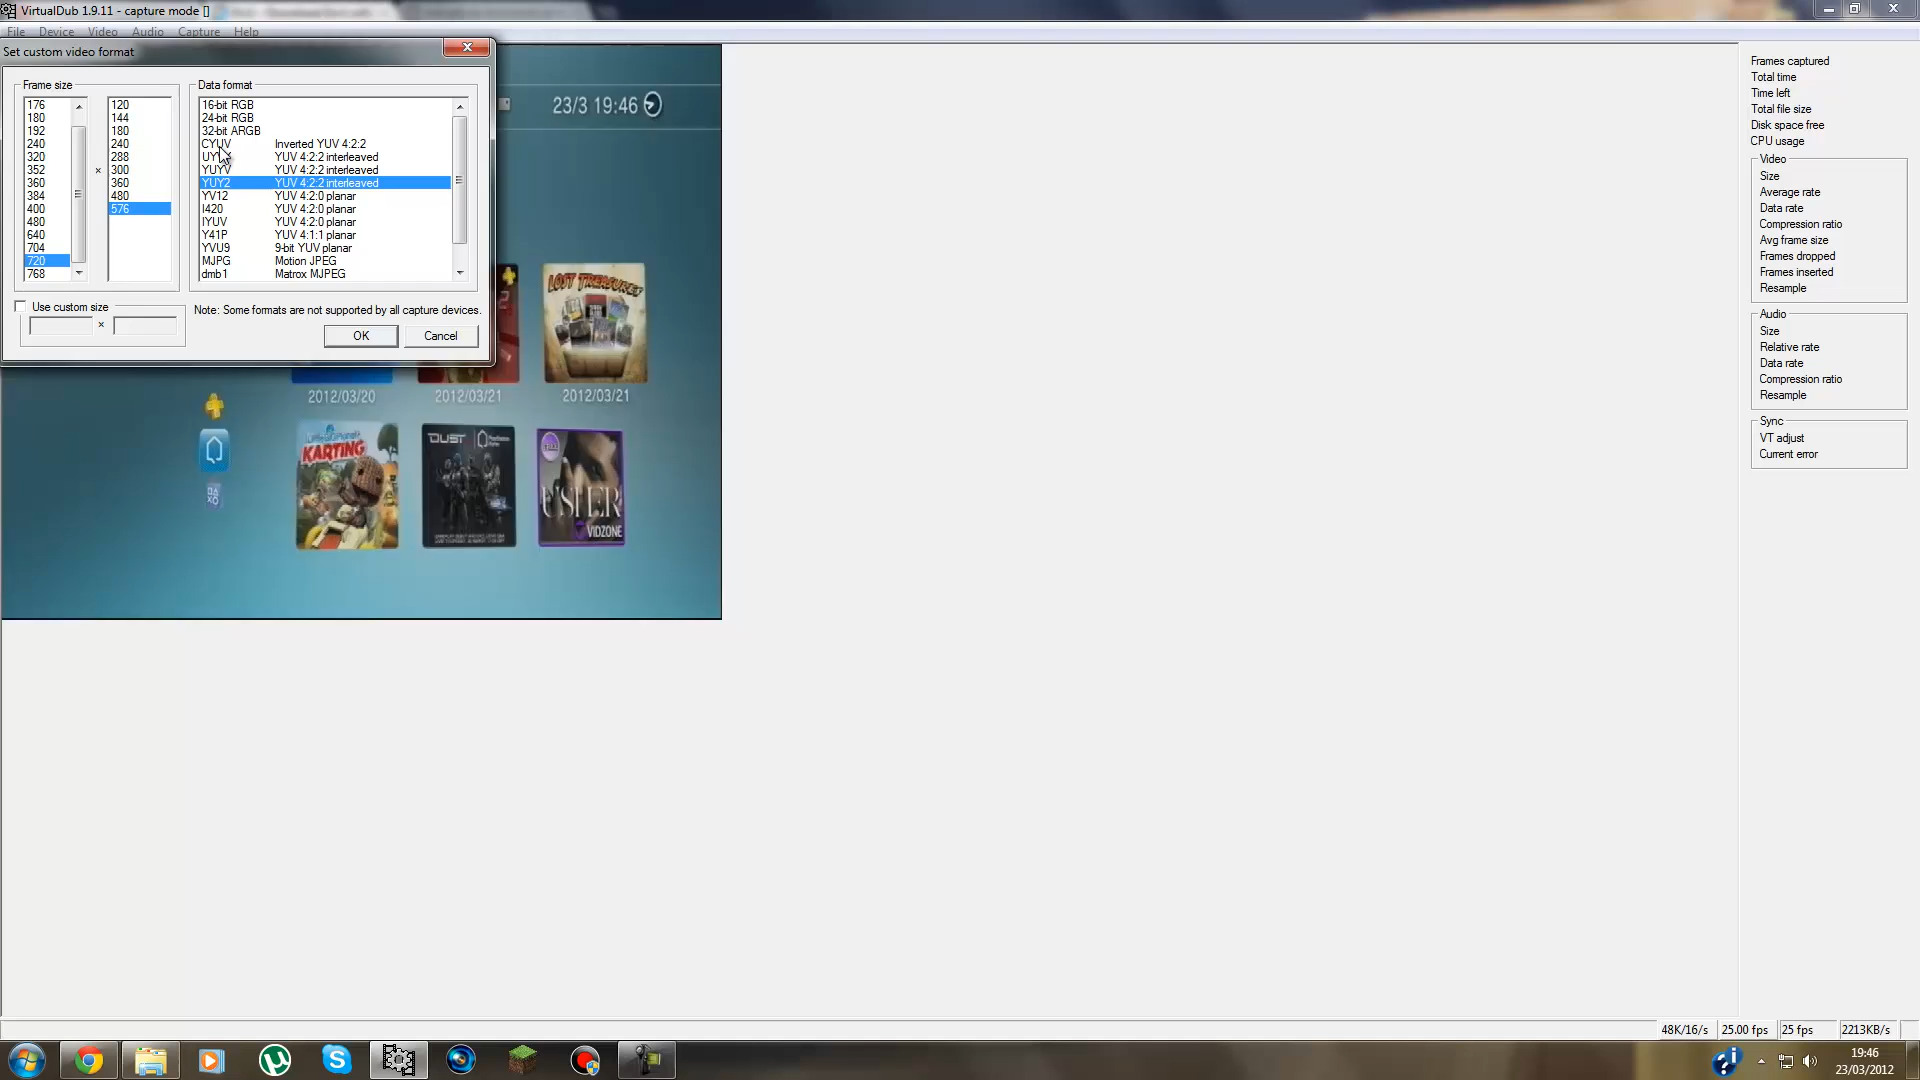 VirtualDub 1.9.11 - capture mode []
File Device Video Audio Capture Help
Set custom video format
Frame size
176
180
192
240
320
352
360
384
400
480
640
704
720
768
×
120
144
180
240
288
300
360
480
576
Data format
16-bit RGB
24-bit RGB
32-bit ARGB
CYUV Inverted YUV 4:2:2
YUV 4:2:2 interleaved
YUYV YUV 4:2:2 interleaved
YUY2 YUV 4:2:2 interleaved
YV12 YUV 4:2:0 planar
I420 YUV 4:2:0 planar
IYUV YUV 4:2:0 planar
Y41P YUV 4:1:1 planar
YVU9 9-bit YUV planar
MJPG Motion JPEG
dmb1 Matrox MJPEG
Use custom size
×
Note: Some formats are not supported by all capture devices.
OK Cancel
23/3 19:46
LOST TREASURES
2012/03/20 2012/03/21 2012/03/21
LittleBigPlanet
KARTING
DUST
PlayStation
USHER
VIDZONE
Frames captured
Total time
Time left
Total file size
Disk space free
CPU usage
Video
Size
Average rate
Data rate
Compression ratio
Avg frame size
Frames dropped
Frames inserted
Resample
Audio
Size
Relative rate
Data rate
Compression ratio
Resample
Sync
VT adjust
Current error
48K/16/s 25.00 fps 25 fps 2213KB/s
19:46
23/03/2012